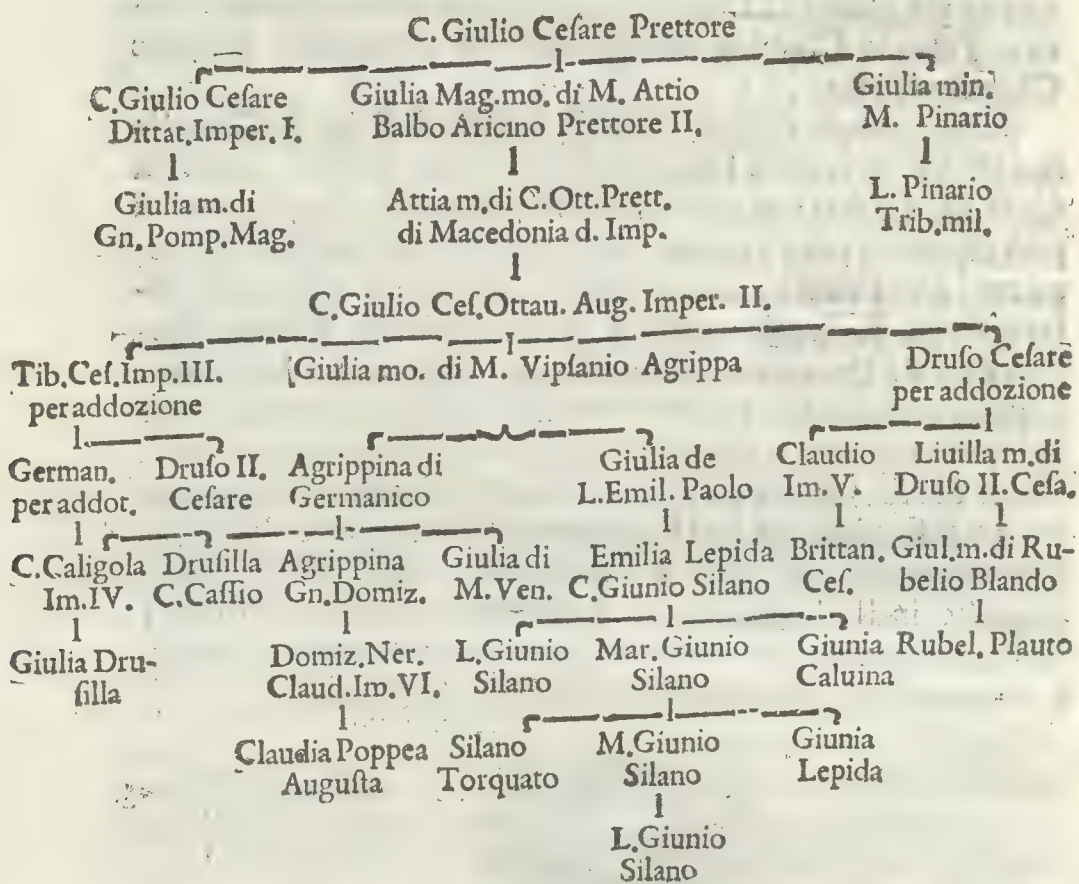 C. Giulio Ceſare Prettore
C.Giulio Ceſare Giulia Mag.mo. di M. Attio Giulia min.
Dittat.Imper. I. Balbo Aricino Prettore II. M. Pinario
Giulia m.di Attia m.di C.Ott.Prett. L. Pinario
Gn. Pomp. Mag. di Macedonia d. Imp. Trib.mil.
C.Giulio Ceſ.Ottau. Aug. Imper. II.
Tib.Ceſ.Imp.III. Giulia mo. di M. Vipſanio Agrippa Druſo Ceſare
per addozione per addozione
German. Druſo II. Agrippina di Giulia de Claudio Liuilla m.di
per addot. Ceſare Germanico L.Emil. Paolo Im.V. Druſo II.Ceſa.
C.Caligola Druſilla Agrippina Giulia di Emilia Lepida Brittan. Giul.m.di Ru-
Im.IV. C.Caſſio Gn.Domiz. M.Ven. C.Giunio Silano Ceſ. belio Blando
Giulia Dru- Domiz.Ner. L.Giunio Mar. Giunio Giunia Rubel. Plauto
ſilla Claud.Im.VI. Silano Silano Caluina
Claudia Poppea Silano M.Giunio Giunia
Auguſta Torquato Silano Lepida
L.Giunio
Silano